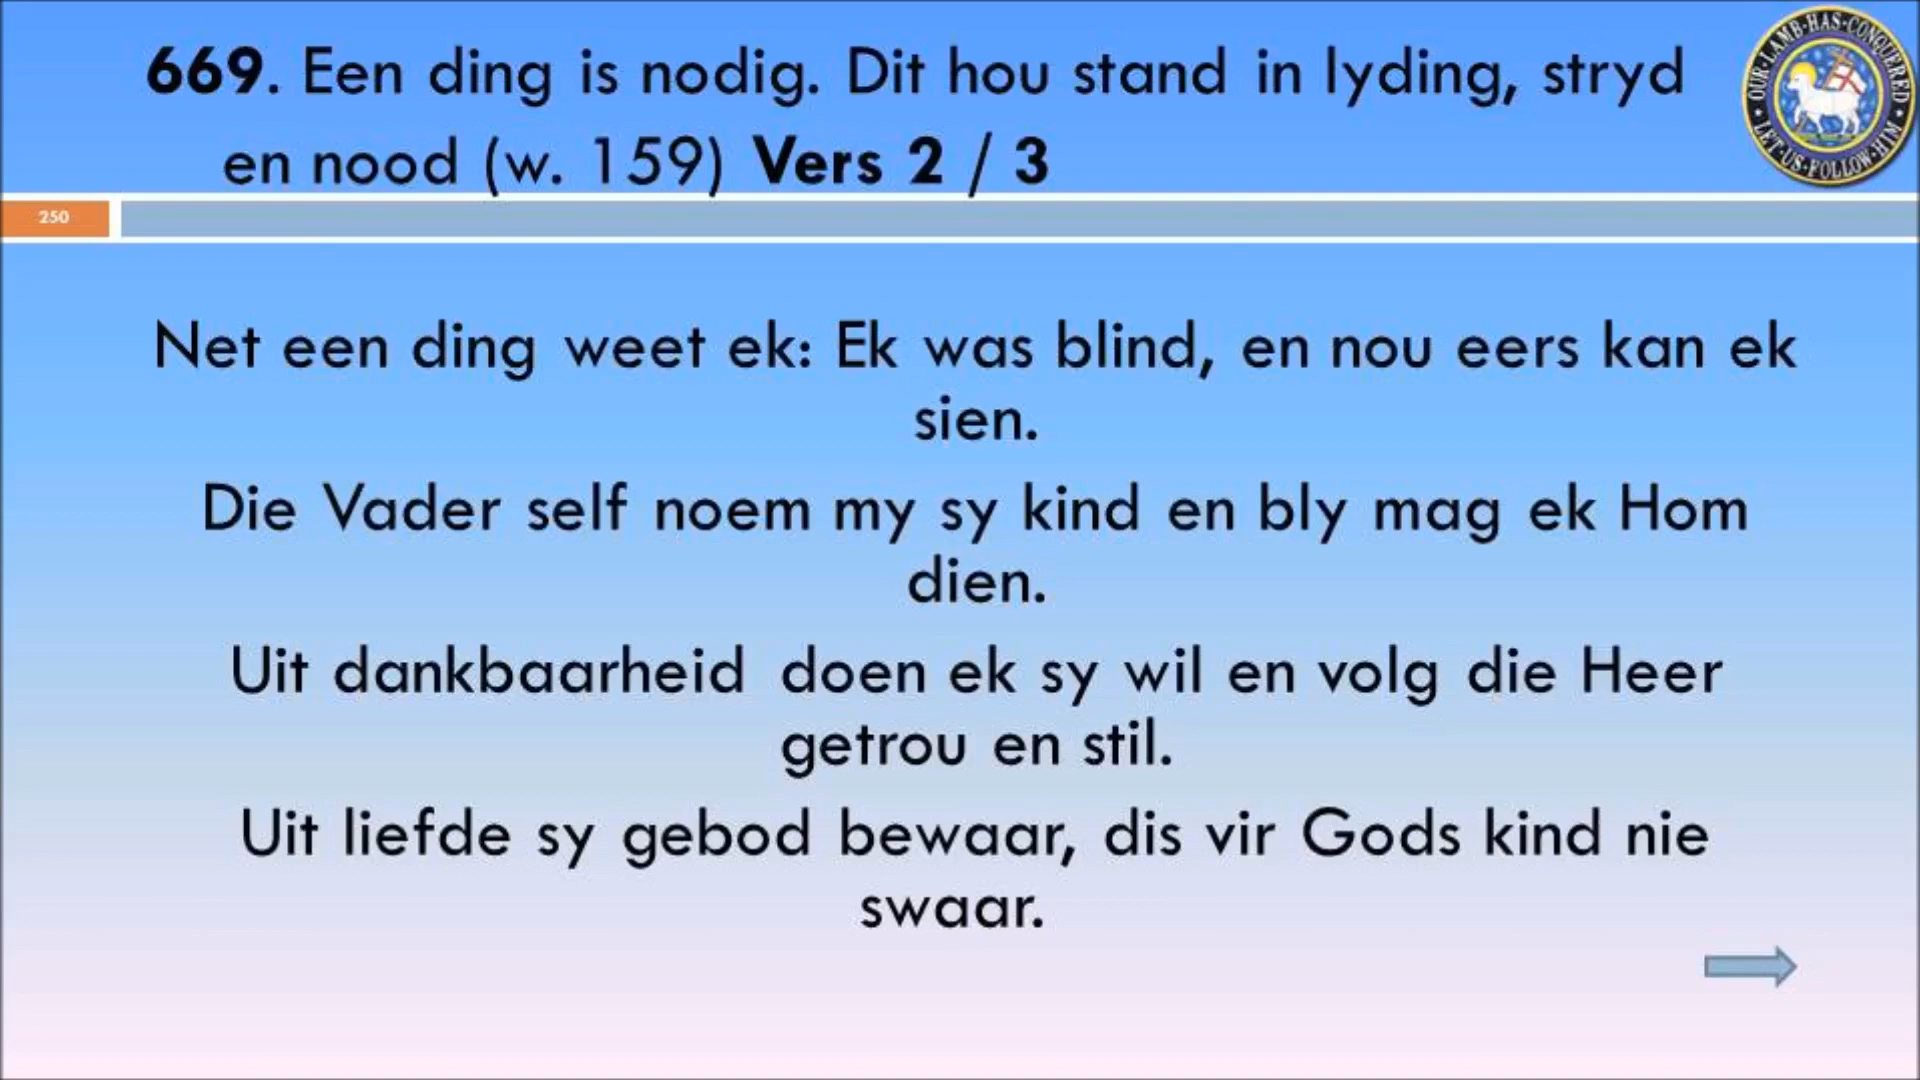 669. Een ding is nodig. Dit hou stand in lyding, stryd
en nood (w. 159) Vers 2 / 3
OUR·LAMB·HAS·CONQUERED
LET·US·FOLLOW·HIM
250
Net een ding weet ek: Ek was blind, en nou eers kan ek
sien.
Die Vader self noem my sy kind en bly mag ek Hom
dien.
Uit dankbaarheid doen ek sy wil en volg die Heer
getrou en stil.
Uit liefde sy gebod bewaar, dis vir Gods kind nie
swaar.